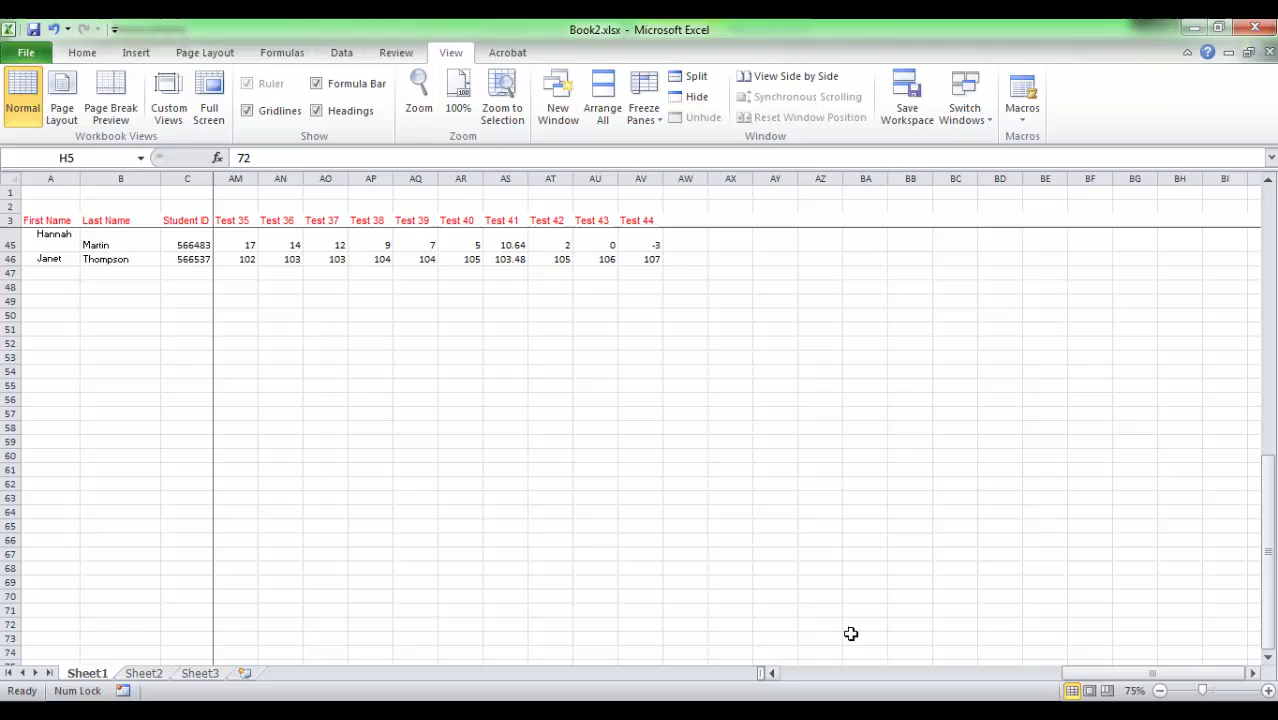 Book2.xlsx - Microsoft Excel
File Home Insert Page Layout Formulas Data Review View Acrobat
Normal Page Layout Page Break Preview Custom Views Full Screen
Workbook Views
Ruler Formula Bar
Gridlines Headings
Show
Zoom 100% Zoom to Selection
Zoom
New Window Arrange All Freeze Panes
Split View Side by Side
Hide Synchronous Scrolling
Unhide Reset Window Position
Window
Save Workspace Switch Windows
Macros
Macros
H5 fx 72
A B C AM AN AO AP AQ AR AS AT AU AV AW AX AY AZ BA BB BC BD BE BF BG BH BI
1
2
3 First Name Last Name Student ID Test 35 Test 36 Test 37 Test 38 Test 39 Test 40 Test 41 Test 42 Test 43 Test 44
45 Hannah Martin 566483 17 14 12 9 7 5 10.64 2 0 -3
46 Janet Thompson 566537 102 103 103 104 104 105 103.48 105 106 107
47
48
49
50
51
52
53
54
55
56
57
58
59
60
61
62
63
64
65
66
67
68
69
70
71
72
73
74
Sheet1 Sheet2 Sheet3
Ready Num Lock 75%